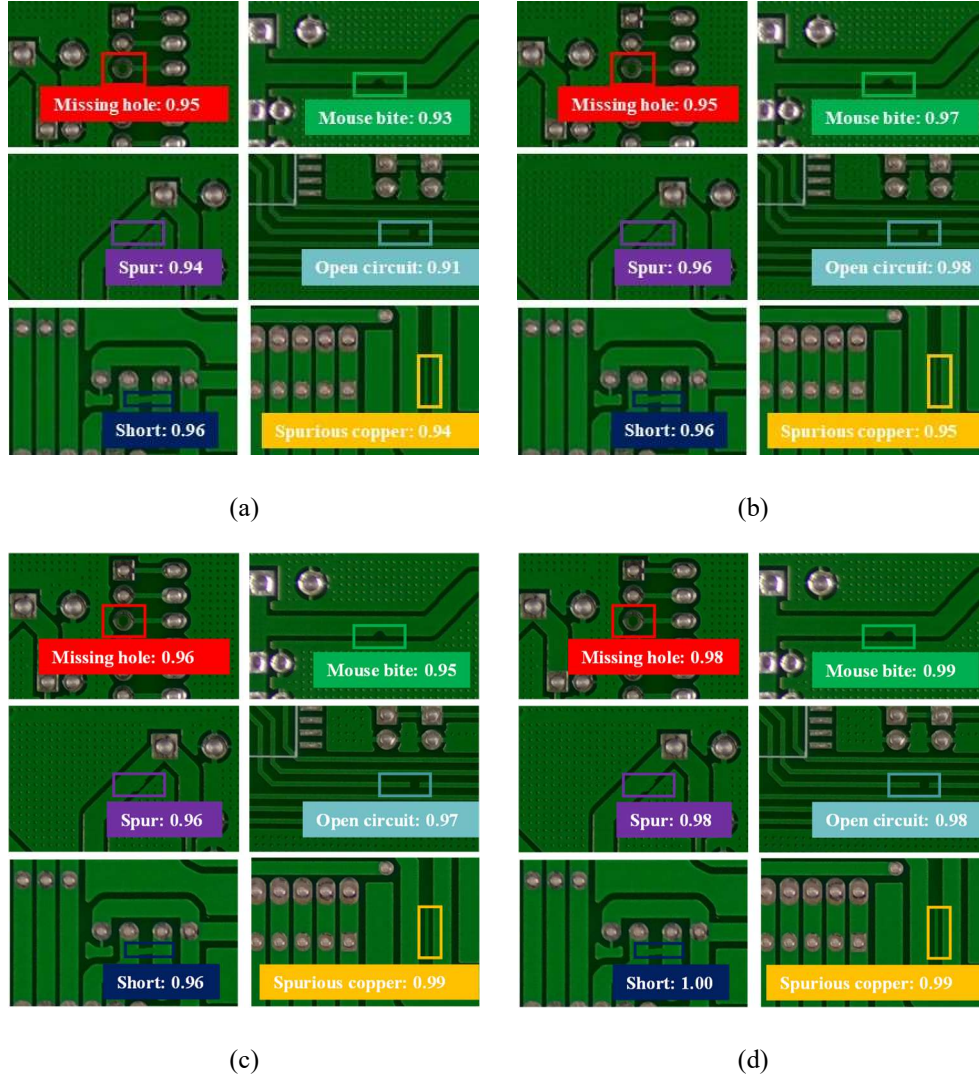 Missing hole: 0.95
Mouse bite: 0.93
Missing hole: 0.95
Mouse bite: 0.97
Spur: 0.94
Open circuit: 0.91
Spur: 0.96
Open circuit: 0.98
Short: 0.96
Spurious copper: 0.94
Short: 0.96
Spurious copper: 0.95
(a)
(b)
Missing hole: 0.96
Mouse bite: 0.95
Missing hole: 0.98
Mouse bite: 0.99
Spur: 0.96
Open circuit: 0.97
Spur: 0.98
Open circuit: 0.98
Short: 0.96
Spurious copper: 0.99
Short: 1.00
Spurious copper: 0.99
(c)
(d)